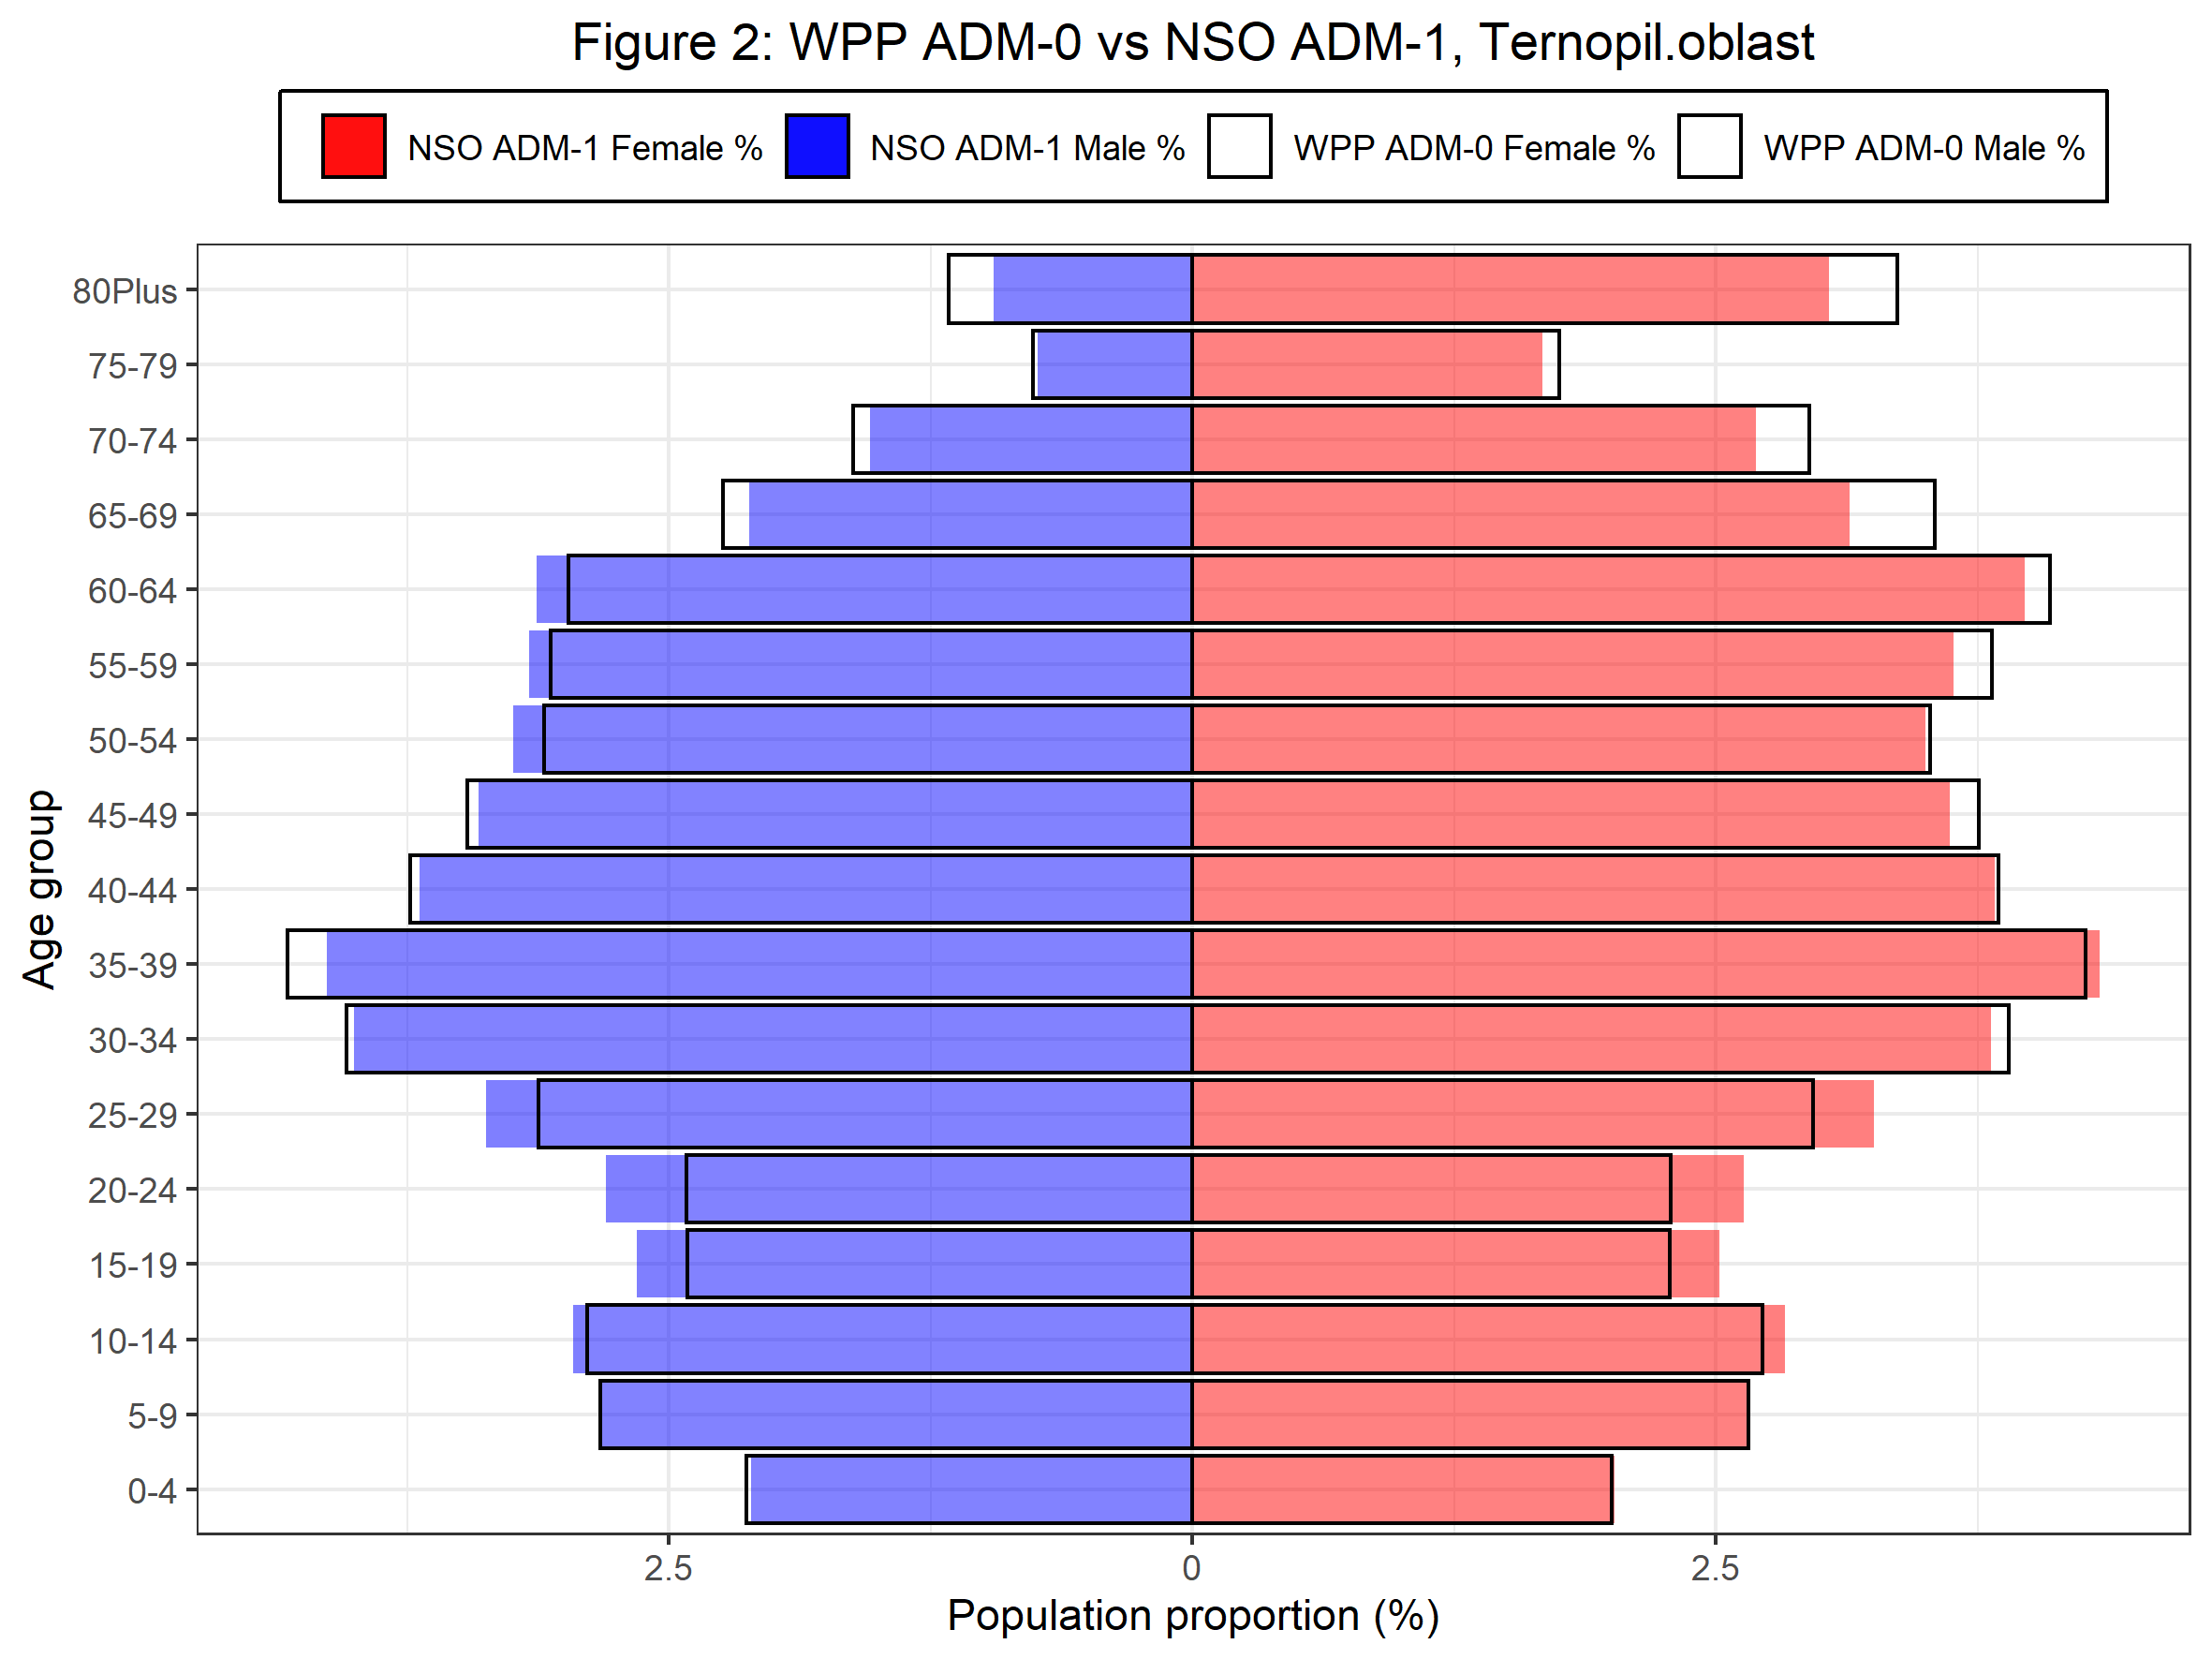 Figure 2: WPP ADM-0 vs NSO ADM-1, Ternopil.oblast
NSO ADM-1 Female %
NSO ADM-1 Male %
WPP ADM-0 Female %
WPP ADM-0 Male %
Age group
80Plus
75-79
70-74
65-69
60-64
55-59
50-54
45-49
40-44
35-39
30-34
25-29
20-24
15-19
10-14
5-9
0-4
2.5
0
2.5
Population proportion (%)